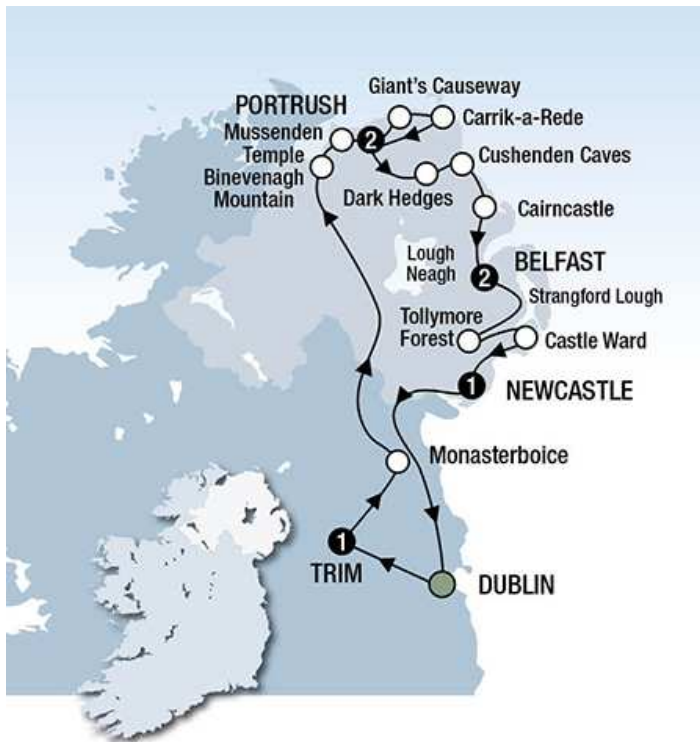 Giant's Causeway
PORTRUSH
Carrik-a-Rede
Mussenden
Temple
2
Cushenden Caves
Binevenagh
Mountain
Dark Hedges
Cairncastle
Lough
Neagh
2
BELFAST
Strangford Lough
Tollymore
Forest
Castle Ward
1
NEWCASTLE
Monasterboice
1
TRIM
DUBLIN